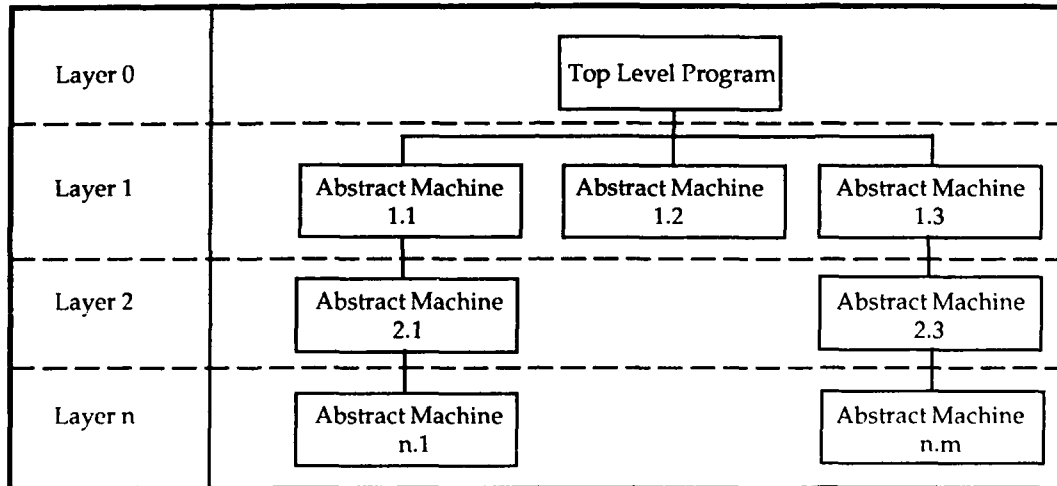 Layer 0
Top Level Program
Layer 1
Abstract Machine
1.1
Abstract Machine
1.2
Abstract Machine
1.3
Layer 2
Abstract Machine
2.1
Abstract Machine
2.3
Layer n
Abstract Machine
n.1
Abstract Machine
n.m